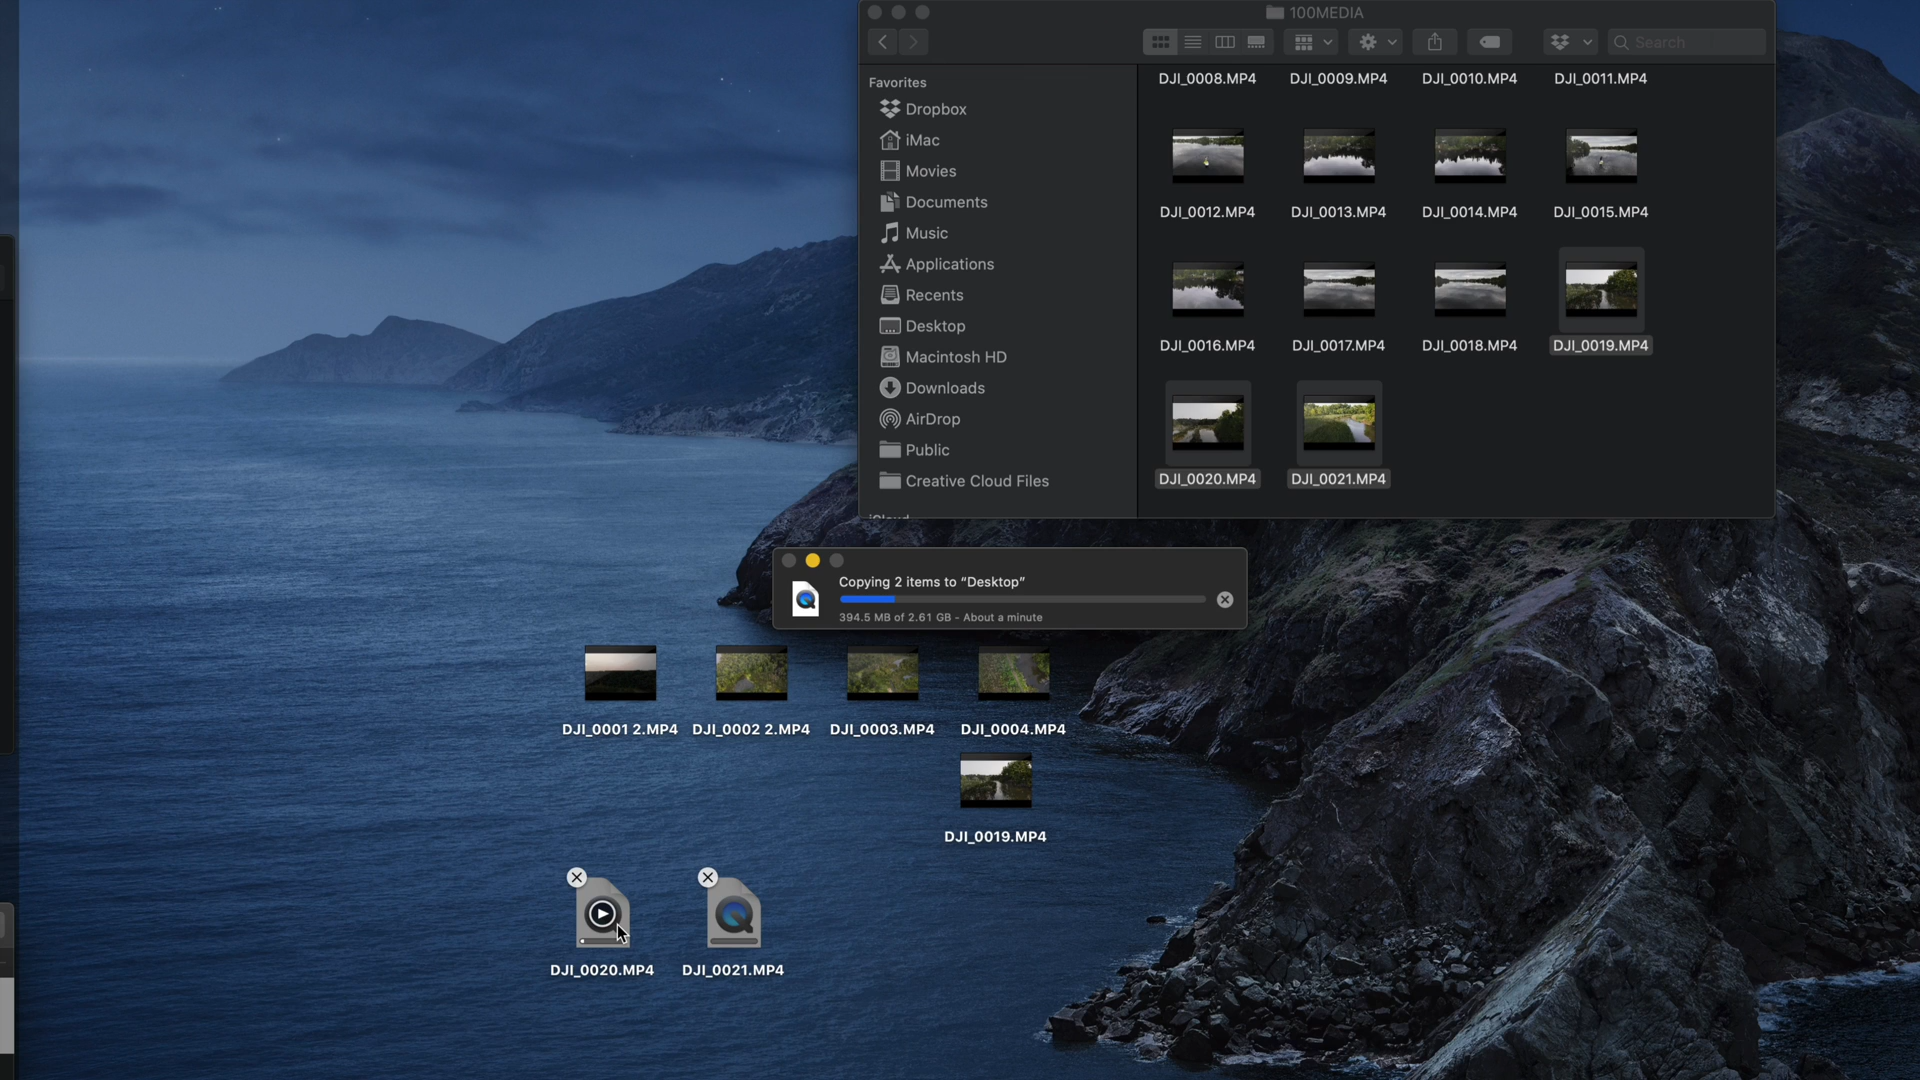 100MEDIA
Search
Favorites
Dropbox
iMac
Movies
Documents
Music
Applications
Recents
Desktop
Macintosh HD
Downloads
AirDrop
Public
Creative Cloud Files
iCloud
DJI_0008.MP4 DJI_0009.MP4 DJI_0010.MP4 DJI_0011.MP4
DJI_0012.MP4 DJI_0013.MP4 DJI_0014.MP4 DJI_0015.MP4
DJI_0016.MP4 DJI_0017.MP4 DJI_0018.MP4 DJI_0019.MP4
DJI_0020.MP4 DJI_0021.MP4
Copying 2 items to “Desktop”
394.5 MB of 2.61 GB - About a minute
DJI_0001 2.MP4 DJI_0002 2.MP4 DJI_0003.MP4 DJI_0004.MP4
DJI_0019.MP4
DJI_0020.MP4 DJI_0021.MP4